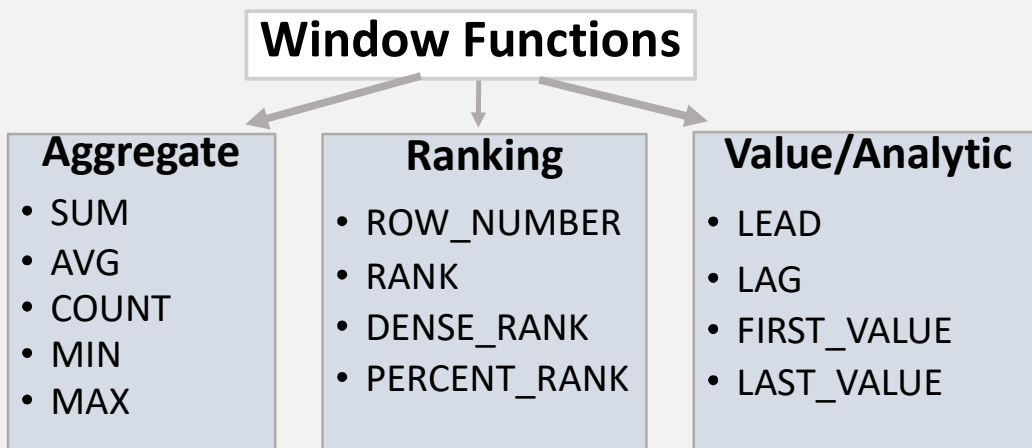 Window Functions
Aggregate
• SUM
• AVG
• COUNT
• MIN
• MAX
Ranking
• ROW_NUMBER
• RANK
• DENSE_RANK
• PERCENT_RANK
Value/Analytic
• LEAD
• LAG
• FIRST_VALUE
• LAST_VALUE